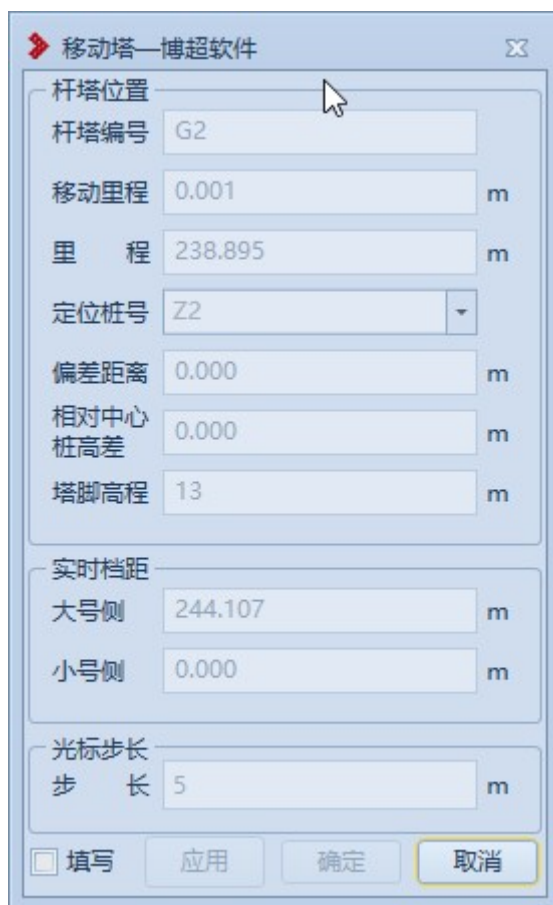 移动塔—博超软件
杆塔位置
杆塔编号 G2
移动里程 0.001 m
里 程 238.895 m
定位桩号 Z2
偏差距离 0.000 m
相对中心
桩高差 0.000 m
塔脚高程 13 m
实时档距
大号侧 244.107 m
小号侧 0.000 m
光标步长
步 长 5 m
填写 应用 确定 取消